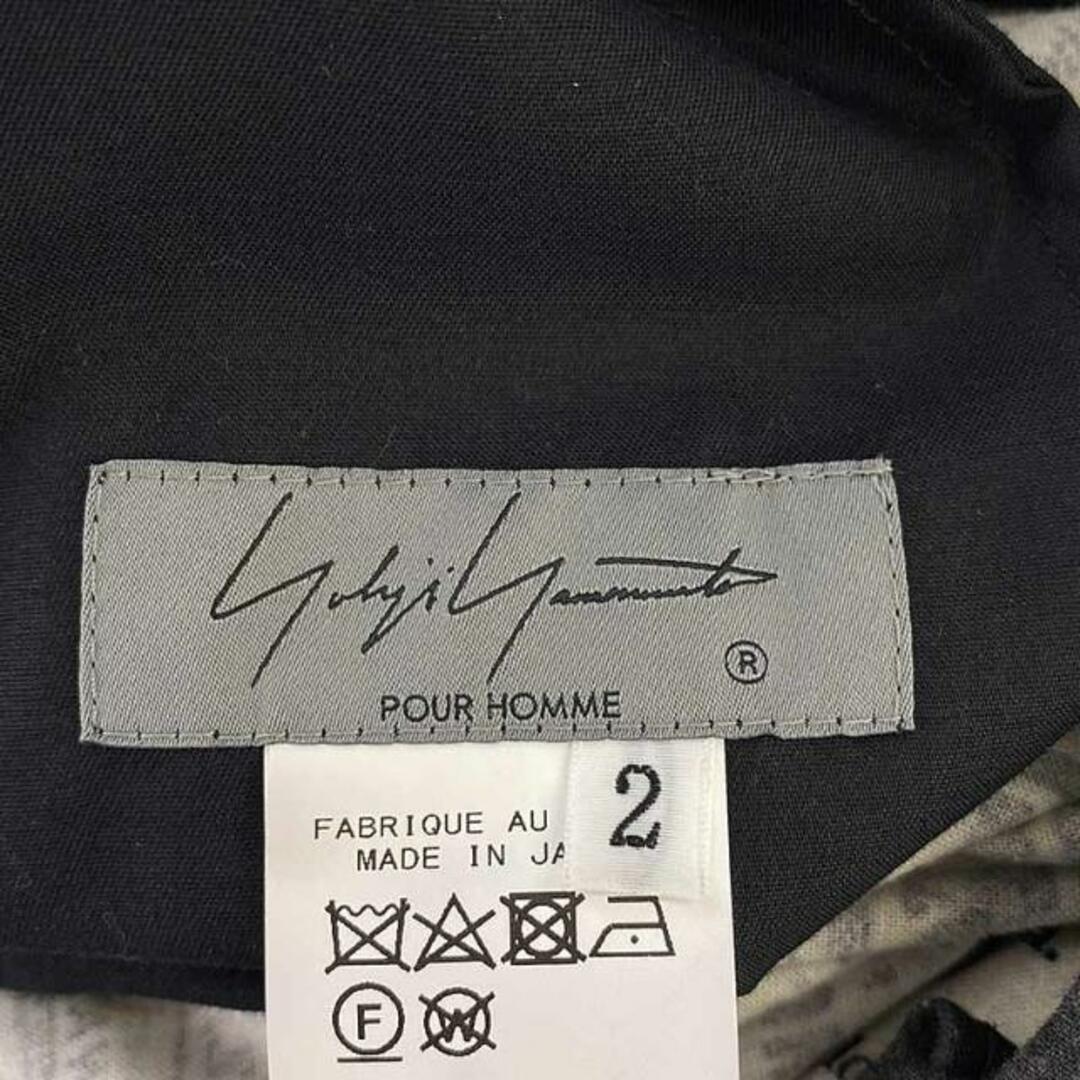 Yohji Yamamoto
®
POUR HOMME
2
FABRIQUE AU
MADE IN JA
F
W